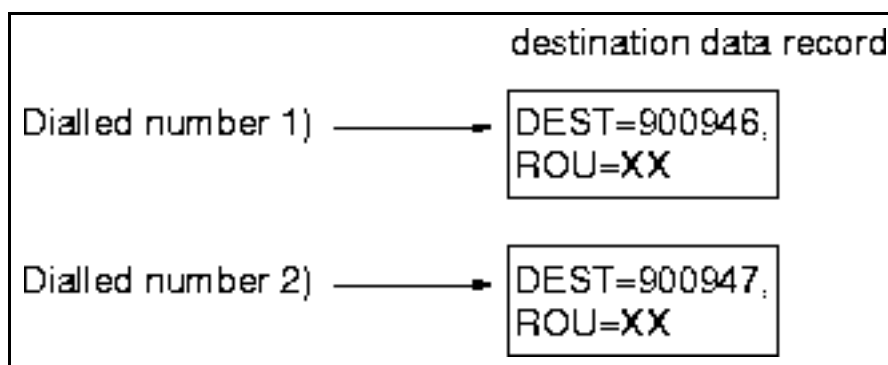 destination data record
Dialled number 1)
DEST=900946,
ROU=XX
Dialled number 2)
DEST=900947,
ROU=XX